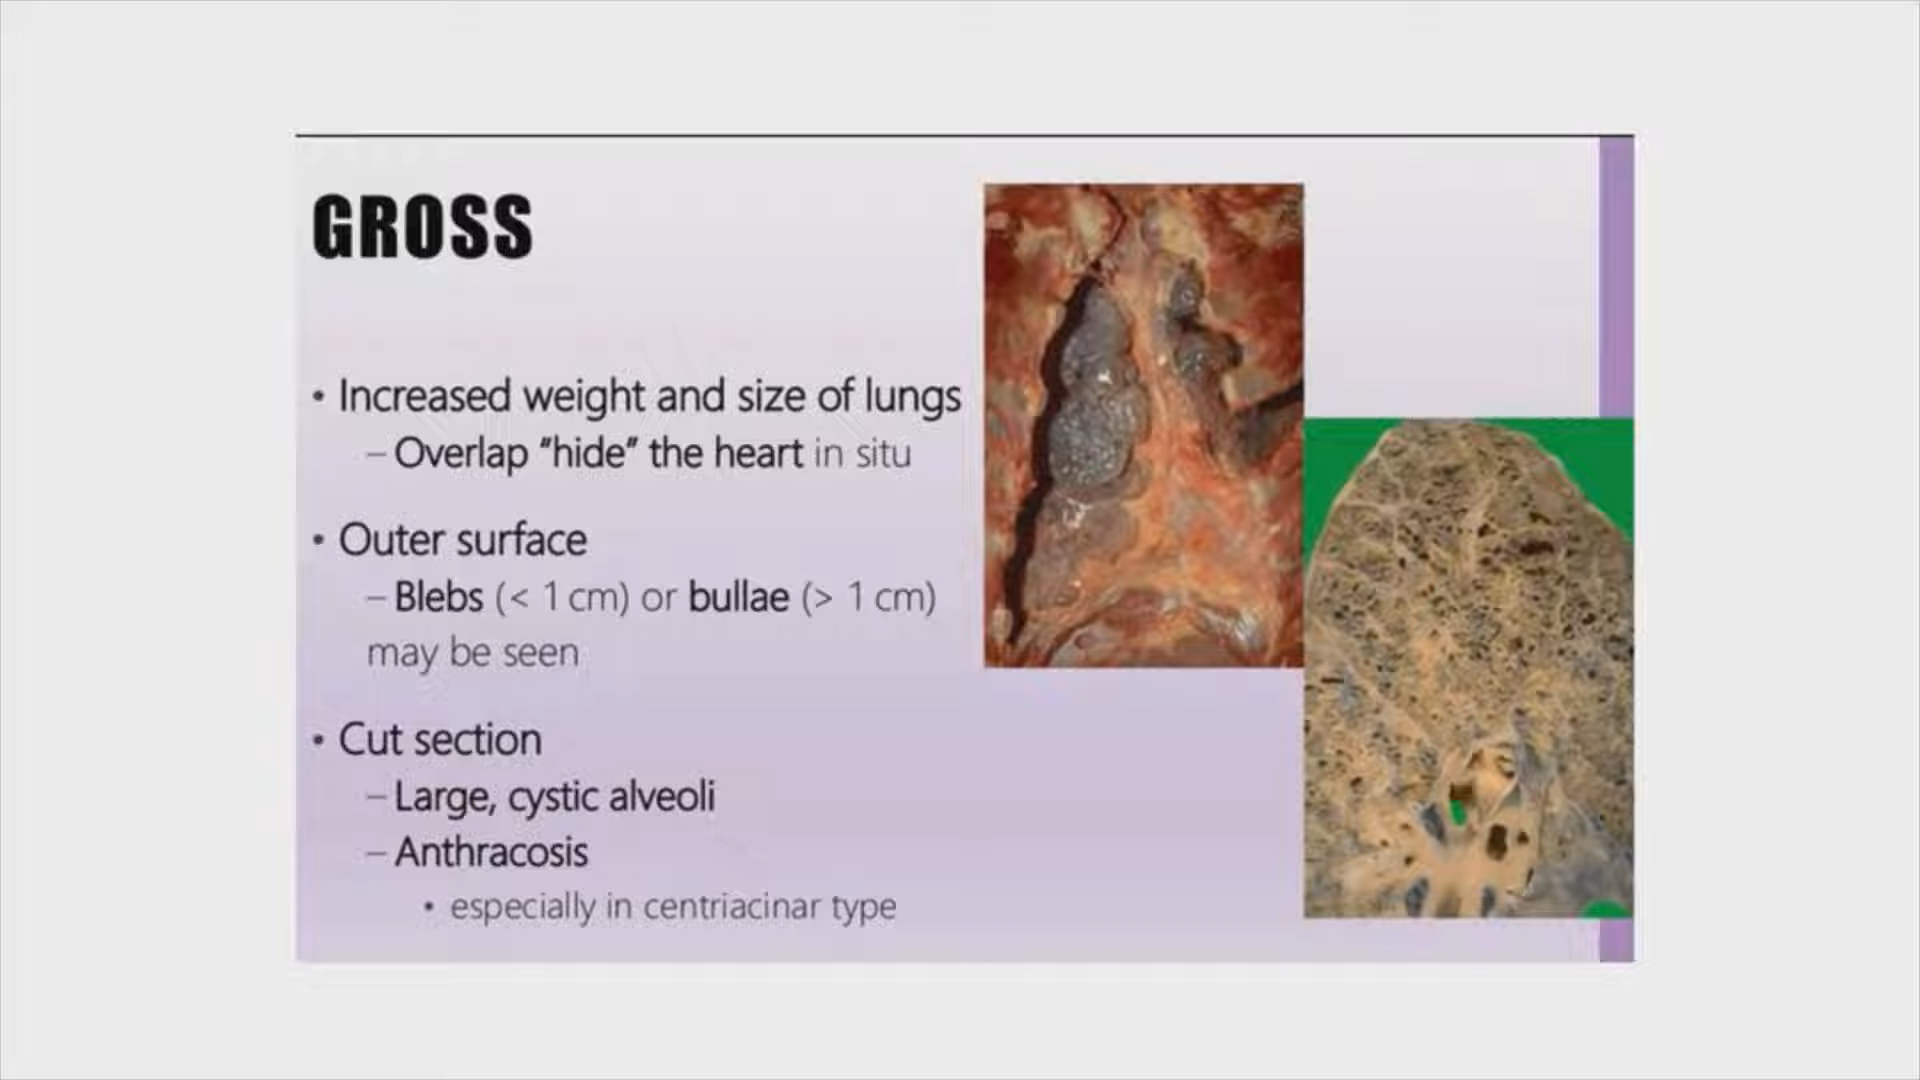 GROSS
• Increased weight and size of lungs
– Overlap “hide” the heart in situ
• Outer surface
– Blebs (< 1 cm) or bullae (> 1 cm)
may be seen
• Cut section
– Large, cystic alveoli
– Anthracosis
• especially in centriacinar type